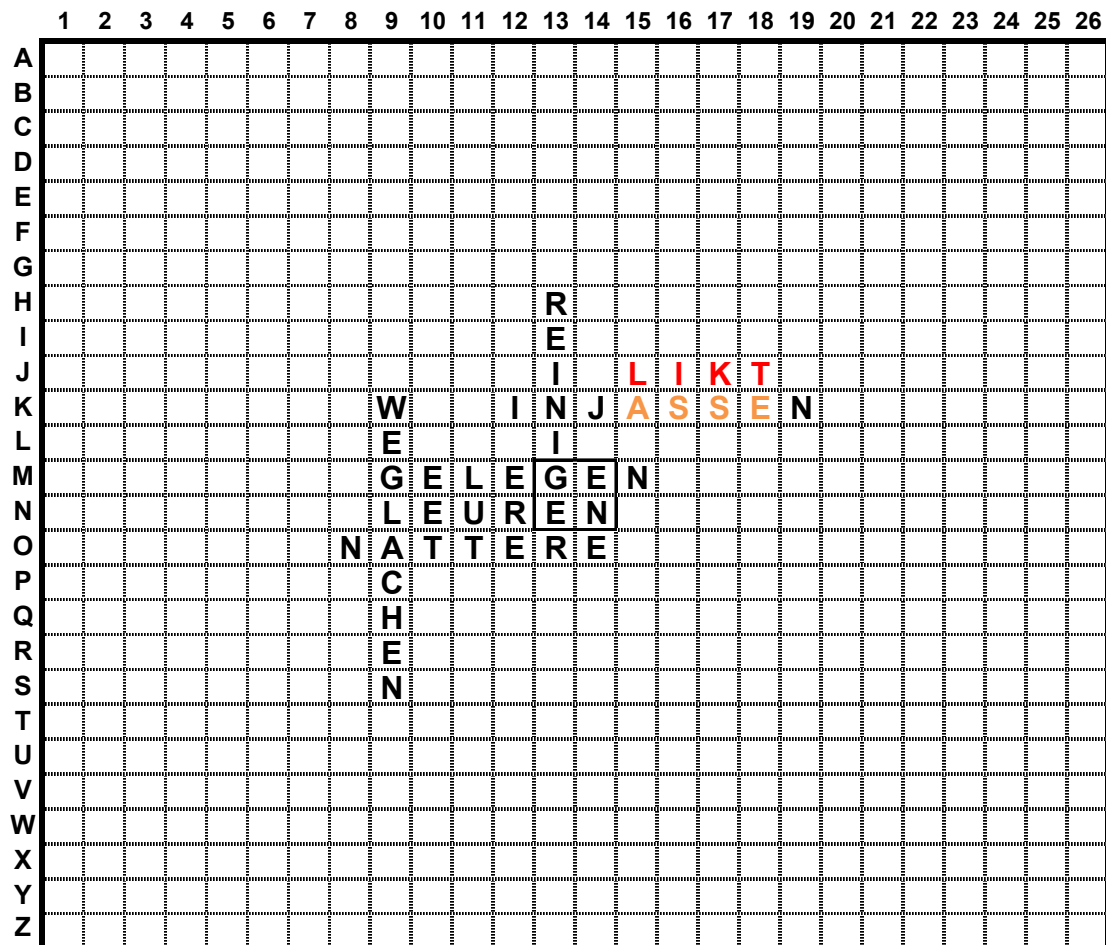 1 2 3 4 5 6 7 8 9 10 11 12 13 14 15 16 17 18 19 20 21 22 23 24 25 26
A
B
C
D
E
F
G
H R
I E
J I L I K T
K W I N J A S S E N
L E I
M G E L E G E N
N L E U R E N
O N A T T E R E
P C
Q H
R E
S N
T
U
V
W
X
Y
Z